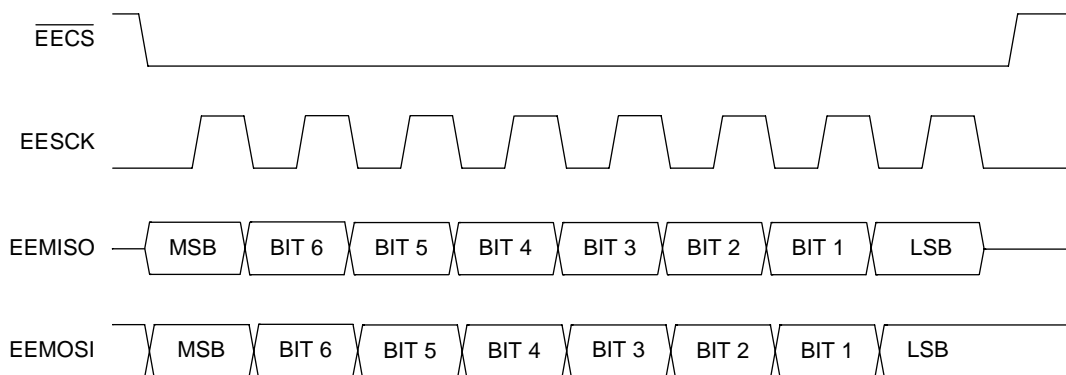 EECS
EESCK
EEMISO MSB BIT 6 BIT 5 BIT 4 BIT 3 BIT 2 BIT 1 LSB
EEMOSI MSB BIT 6 BIT 5 BIT 4 BIT 3 BIT 2 BIT 1 LSB